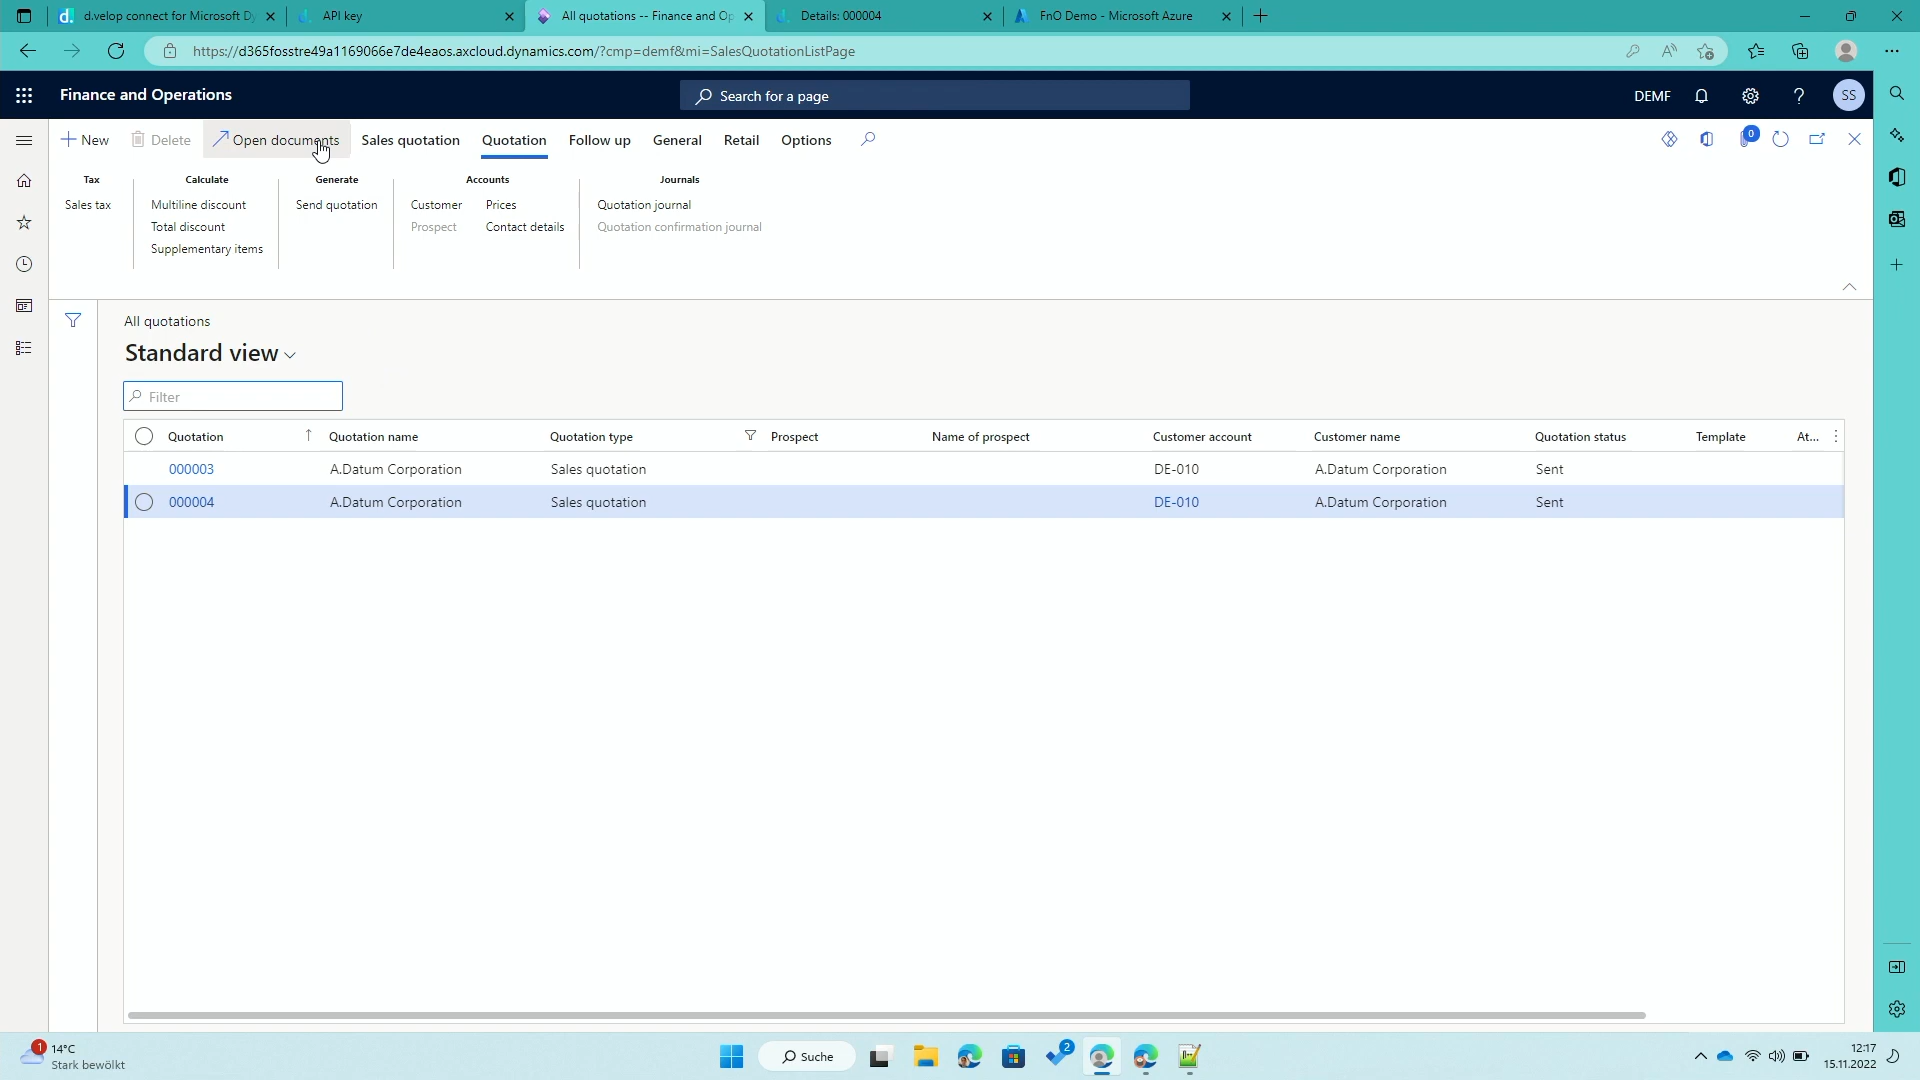 d.velop connect for Microsoft Dy
API key
All quotations -- Finance and Op
Details: 000004
FnO Demo - Microsoft Azure
https://d365fosstre49a1169066e7de4eaos.axcloud.dynamics.com/?cmp=demf&mi=SalesQuotationListPage
Finance and Operations
Search for a page
DEMF
SS
New
Delete
Open documents
Sales quotation
Quotation
Follow up
General
Retail
Options
0
Tax
Calculate
Generate
Accounts
Journals
Sales tax
Multiline discount
Send quotation
Customer
Prices
Quotation journal
Total discount
Prospect
Contact details
Quotation confirmation journal
Supplementary items
All quotations
Standard view
Filter
Quotation
Quotation name
Quotation type
Prospect
Name of prospect
Customer account
Customer name
Quotation status
Template
At...
000003
A.Datum Corporation
Sales quotation
DE-010
A.Datum Corporation
Sent
000004
A.Datum Corporation
Sales quotation
DE-010
A.Datum Corporation
Sent
1
14°C
Stark bewölkt
Suche
2
12:17
15.11.2022